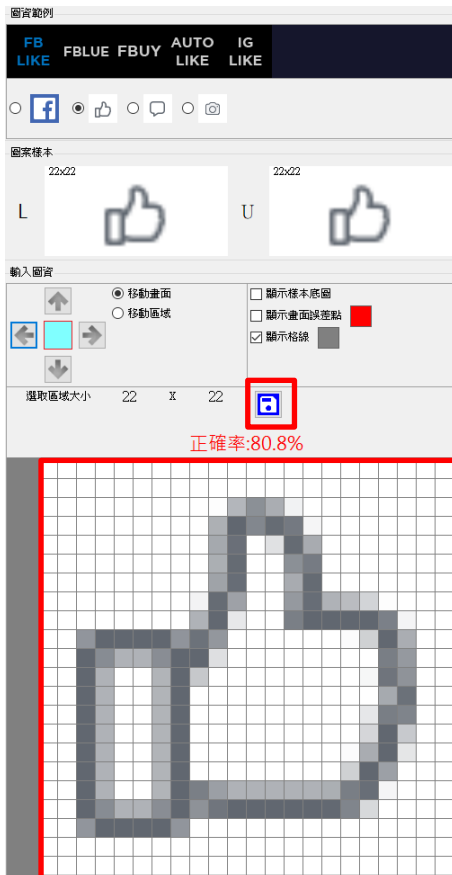 圖資範例
FB LIKE FBLUE FBUY AUTO LIKE IG LIKE
圖案樣本
22x22 22x22
L U
輸入圖資
移動畫面
移動區域
顯示樣本底圖
顯示畫面誤差點
顯示格線
選取區域大小 22 X 22
正確率:80.8%